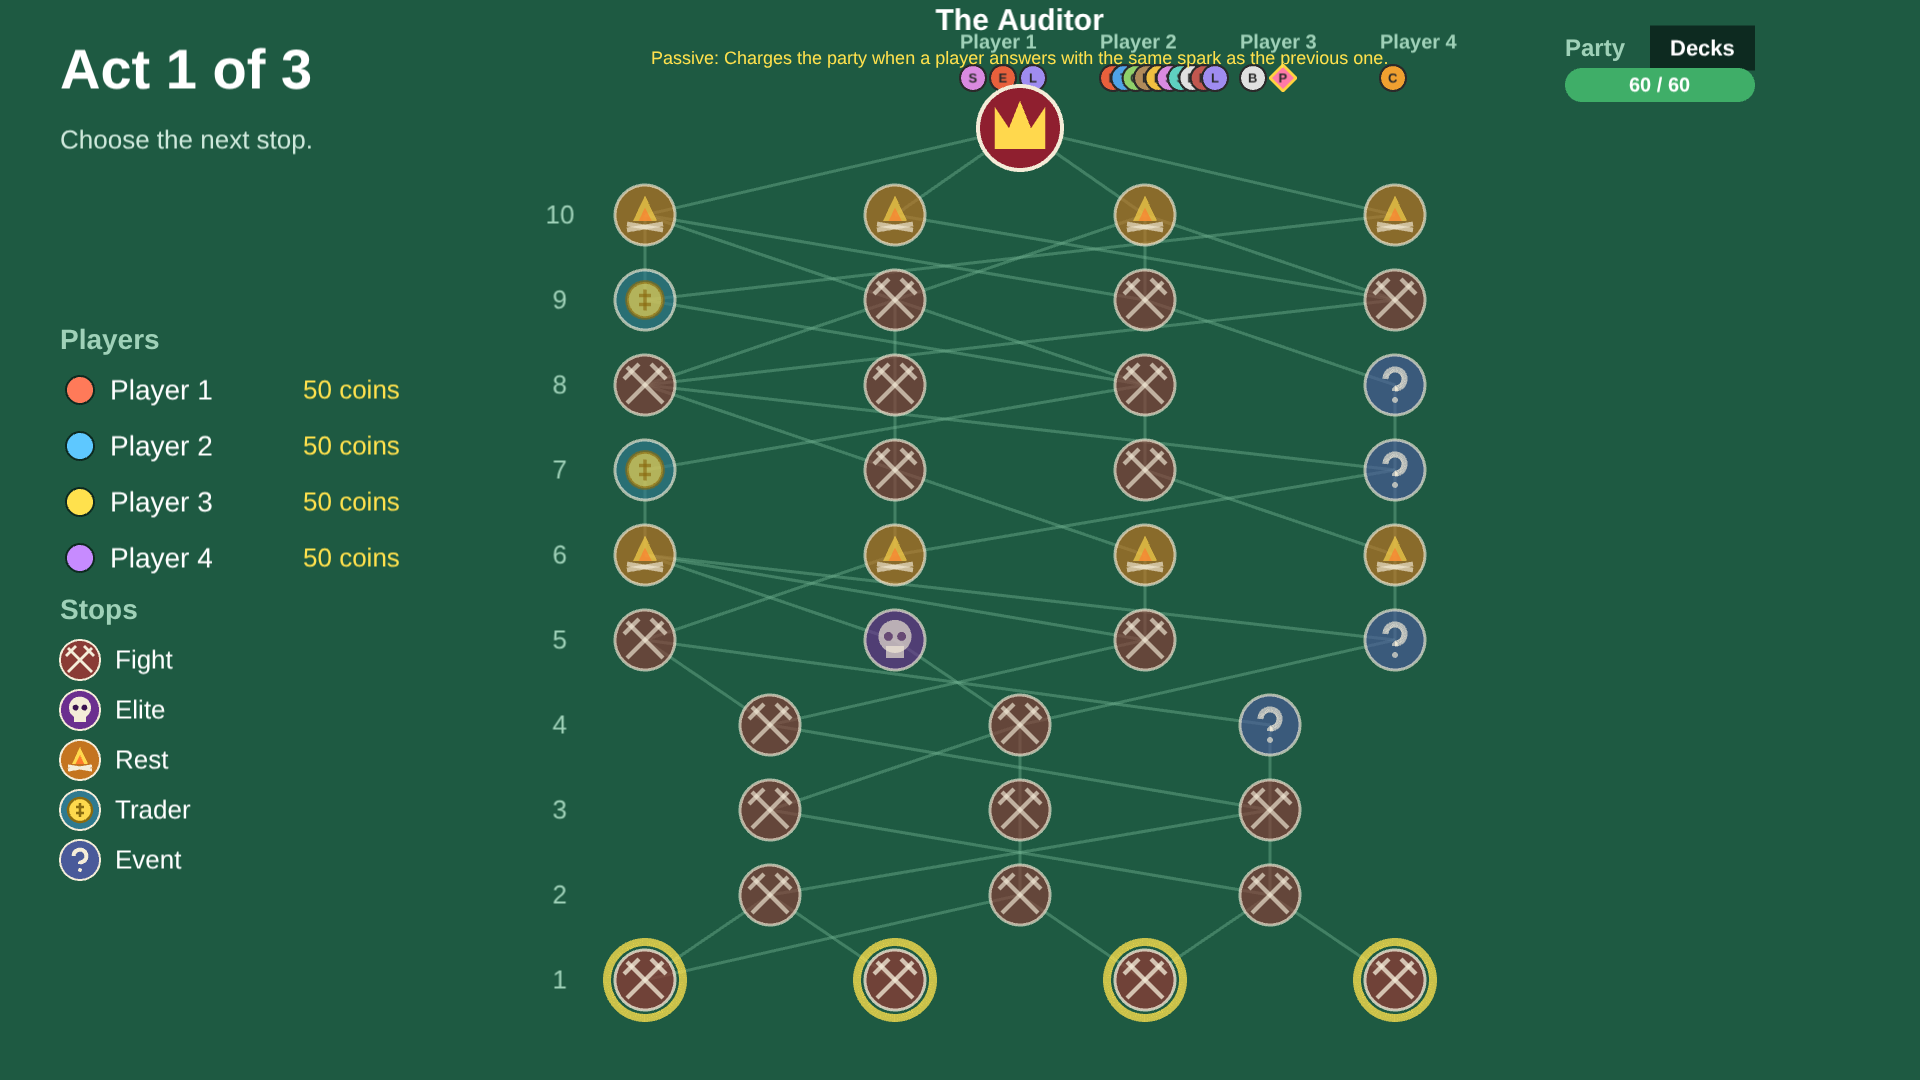 The Auditor
Player 1 Player 2 Player 3 Player 4
Passive: Charges the party when a player answers with the same spark as the previous one.
S E L L B P C
Party Decks
60 / 60
Act 1 of 3
Choose the next stop.
Players
Player 1 50 coins
Player 2 50 coins
Player 3 50 coins
Player 4 50 coins
Stops
Fight
Elite
Rest
Trader
Event
10
9
8
7
6
5
4
3
2
1